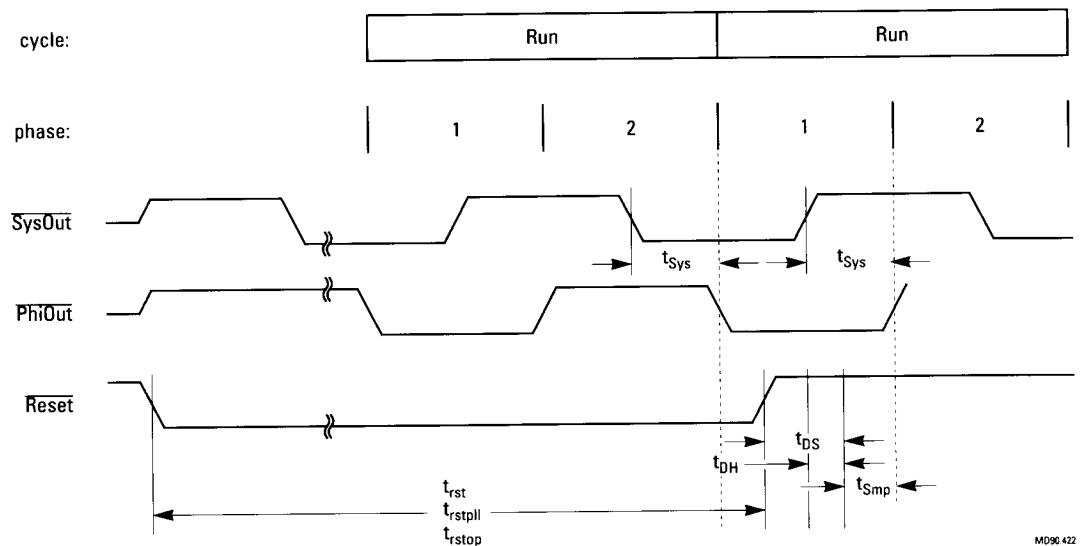 cycle: Run Run
phase: 1 2 1 2
SysOut
tSys tSys
PhiOut
Reset
tDS
tDH
tSmp
trst
trstpll
trstop
MD90.422